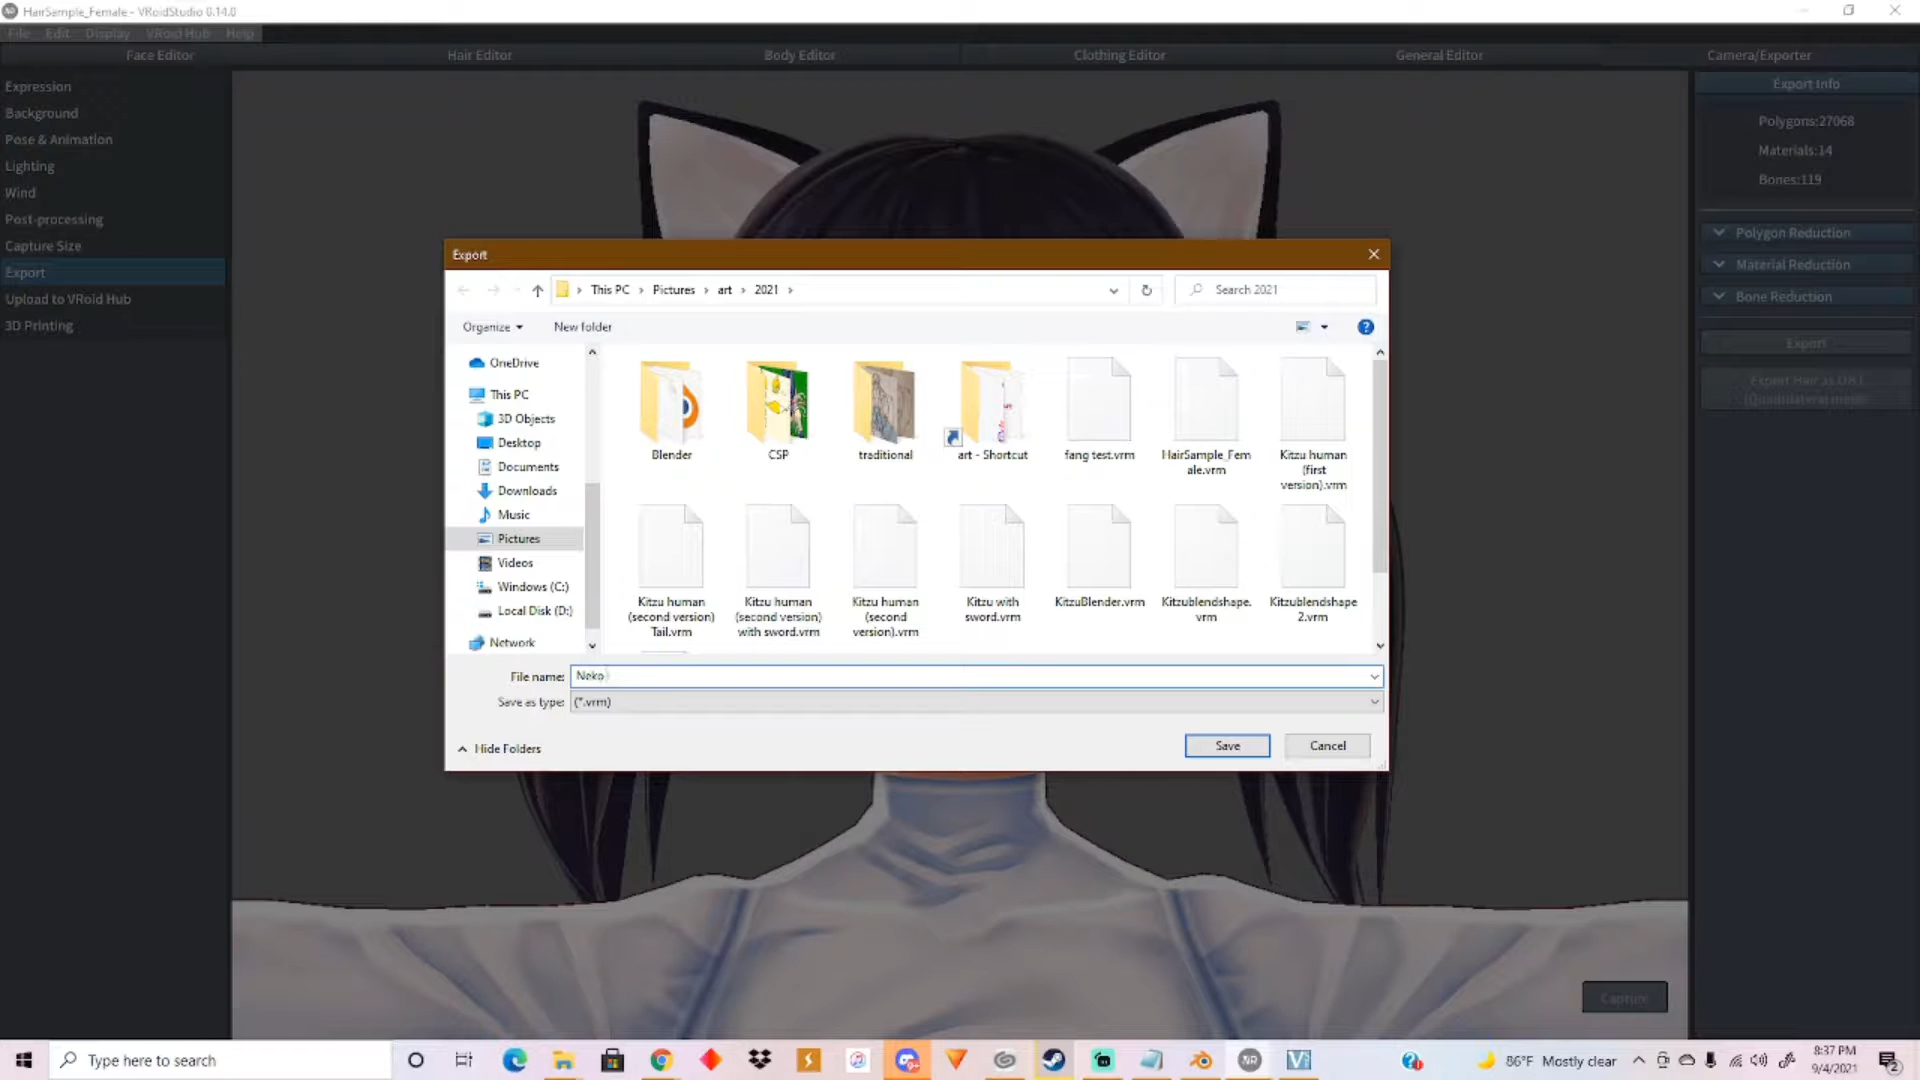 HairSample_Female - VRoidStudio 0.14.0
File Edit Display VRoid Hub Help
Face Editor Hair Editor Body Editor Clothing Editor General Editor Camera/Exporter
Expression
Background
Pose & Animation
Lighting
Wind
Post-processing
Capture Size
Export
Upload to VRoid Hub
3D Printing
Export Info
Polygons:27068
Materials:14
Bones:119
Polygon Reduction
Material Reduction
Bone Reduction
Export
Export Hair as OBJ
(Quadrilateral mesh)
Capture
Export
This PC > Pictures > art > 2021 >
Search 2021
Organize
New folder
OneDrive
This PC
3D Objects
Desktop
Documents
Downloads
Music
Pictures
Videos
Windows (C:)
Local Disk (D:)
Network
Blender
CSP
traditional
art - Shortcut
fang test.vrm
HairSample_Fem
ale.vrm
Kitzu human
(first
version).vrm
Kitzu human
(second version)
Tail.vrm
Kitzu human
(second version)
with sword.vrm
Kitzu human
(second
version).vrm
Kitzu with
sword.vrm
KitzuBlender.vrm
Kitzublendshape.
vrm
Kitzublendshape
2.vrm
File name: Neko
Save as type: (*.vrm)
Hide Folders
Save
Cancel
Type here to search
86°F Mostly clear
8:37 PM
9/4/2021
2